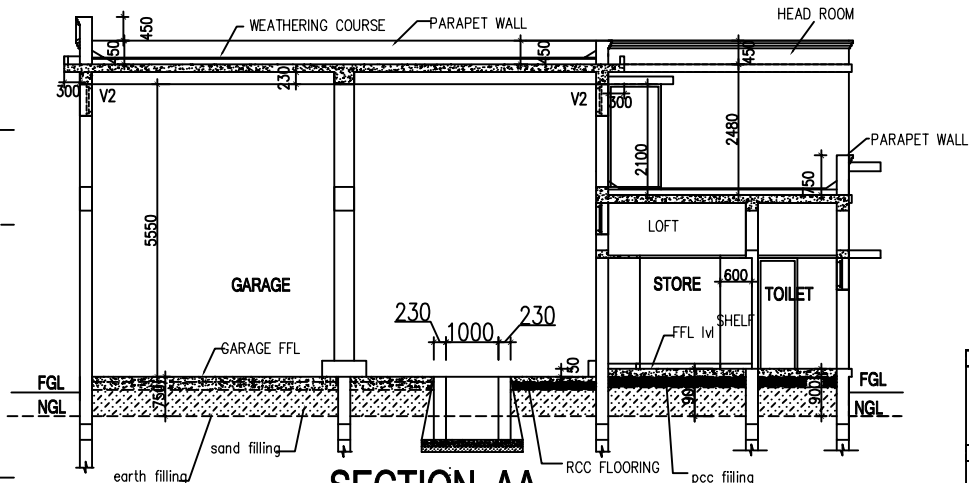 HEAD ROOM
WEATHERING COURSE
PARAPET WALL
450
450
450
450
300
V2
230
V2
300
2480
PARAPET WALL
2100
750
LOFT
5550
GARAGE
600
STORE
TOILET
SHELF
230
1000
230
FFL lvl
GARAGE FFL
50
FGL
FGL
750
900
NGL
NGL
sand filling
earth filling
RCC FLOORING
pcc fiiling
SECTION AA